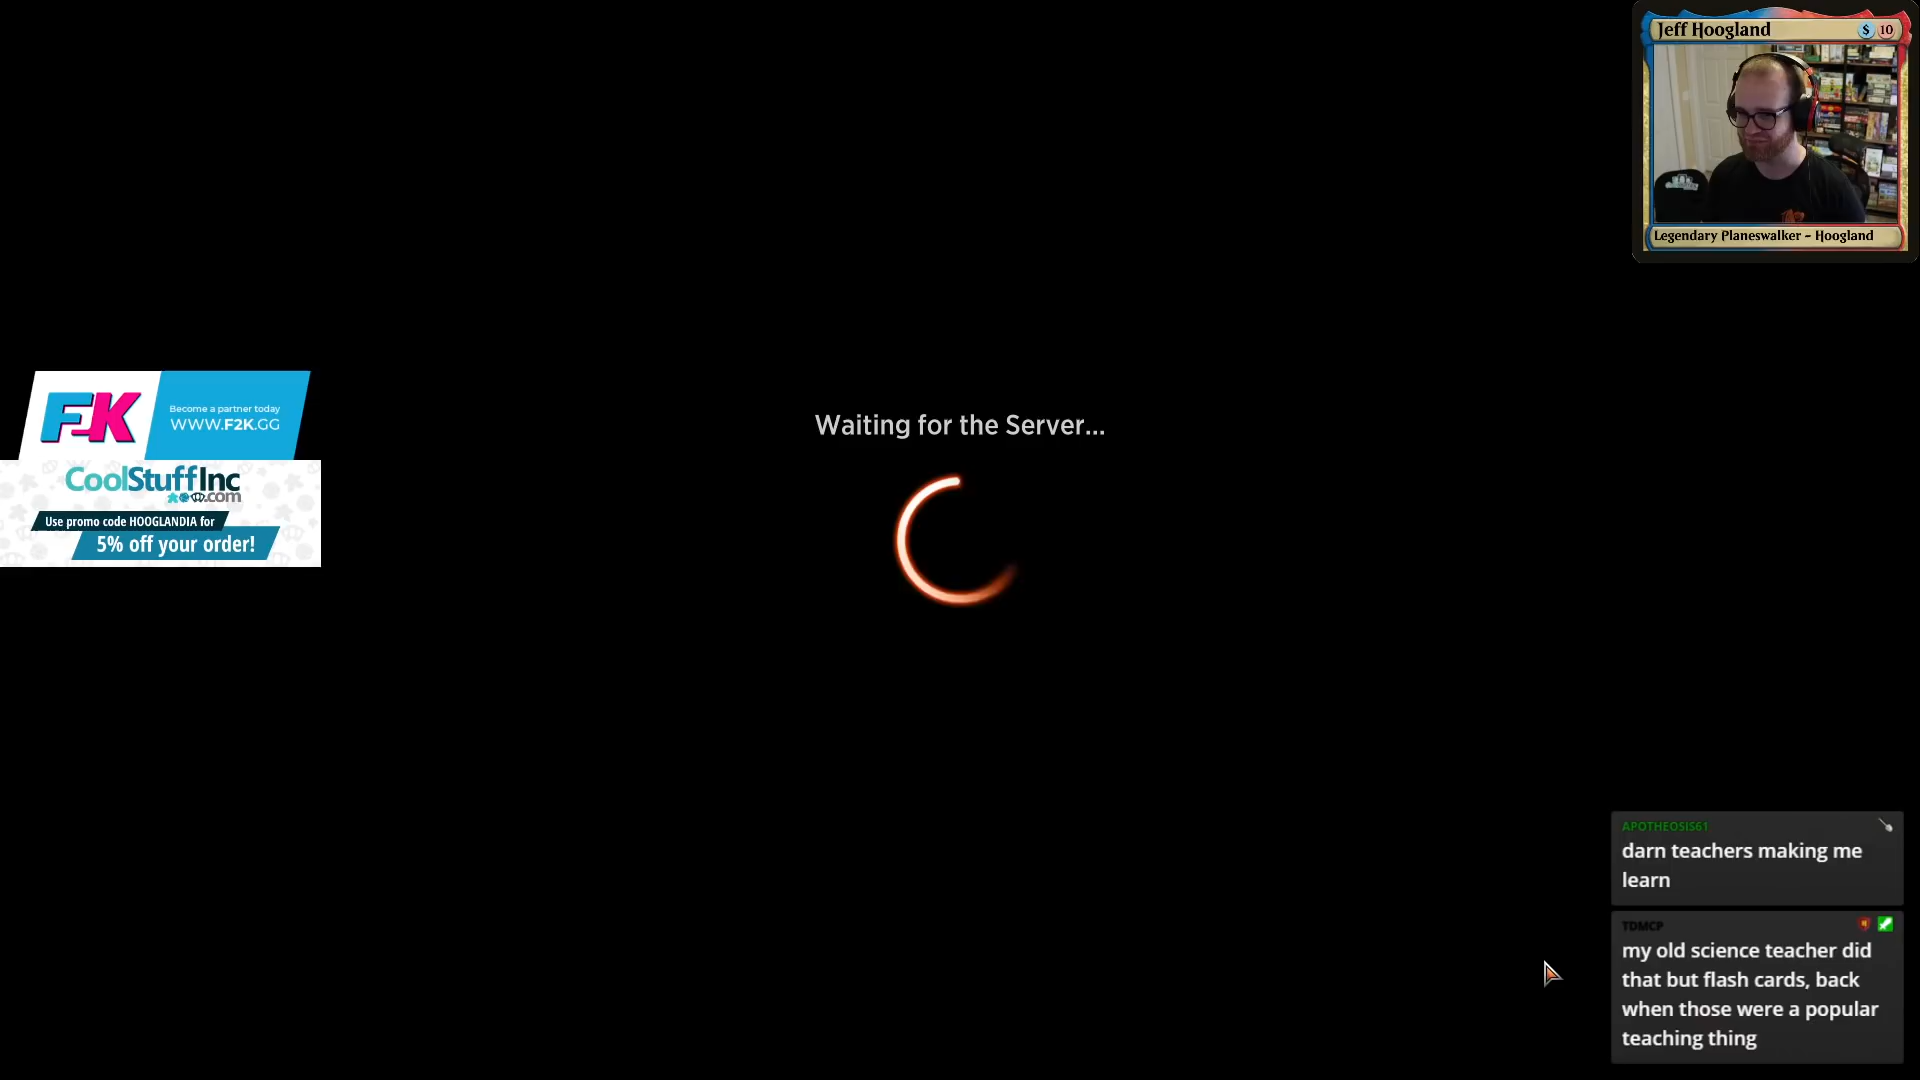 Jeff Hoogland
$ 10
Legendary Planeswalker - Hoogland
F2K
Become a partner today
WWW.F2K.GG
CoolStuffInc
.com
Use promo code HOOGLANDIA for
5% off your order!
Waiting for the Server...
APOTHEOSIS61
darn teachers making me
learn
TDMCP
my old science teacher did
that but flash cards, back
when those were a popular
teaching thing